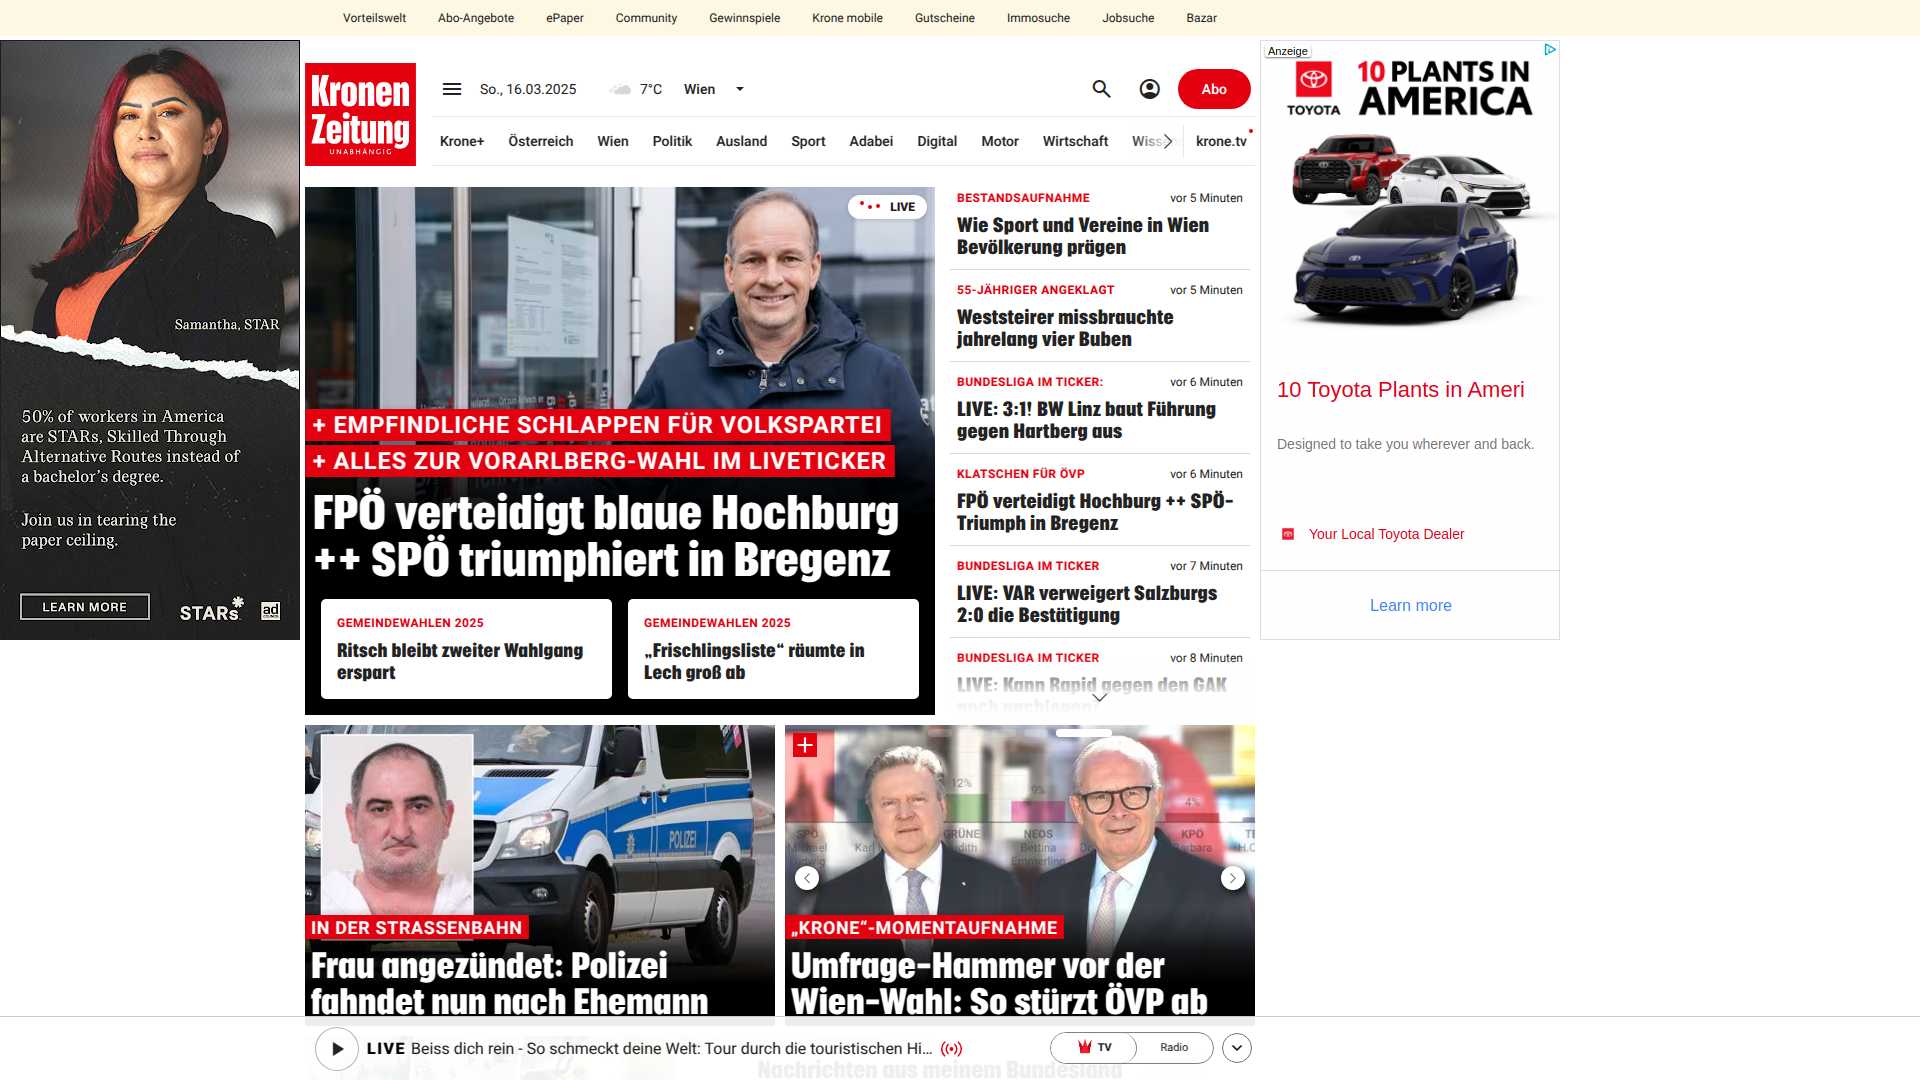 Vorteilswelt Abo-Angebote ePaper Community Gewinnspiele Krone mobile Gutscheine Immosuche Jobsuche Bazar
Kronen
Zeitung
UNABHÄNGIG
So., 16.03.2025 7°C Wien
Abo
Krone+ Österreich Wien Politik Ausland Sport Adabei Digital Motor Wirtschaft krone.tv
Samantha, STAR
50% of workers in America
are STARs, Skilled Through
Alternative Routes instead of
a bachelor's degree.
Join us in tearing the
paper ceiling.
LEARN MORE
STARs
ad
LIVE
+ EMPFINDLICHE SCHLAPPEN FÜR VOLKSPARTEI
+ ALLES ZUR VORARLBERG-WAHL IM LIVETICKER
FPÖ verteidigt blaue Hochburg
++ SPÖ triumphiert in Bregenz
GEMEINDEWAHLEN 2025
Ritsch bleibt zweiter Wahlgang
erspart
GEMEINDEWAHLEN 2025
„Frischlingsliste“ räumte in
Lech groß ab
BESTANDSAUFNAHME vor 5 Minuten
Wie Sport und Vereine in Wien
Bevölkerung prägen
55-JÄHRIGER ANGEKLAGT vor 5 Minuten
Weststeirer missbrauchte
jahrelang vier Buben
BUNDESLIGA IM TICKER: vor 6 Minuten
LIVE: 3:1! BW Linz baut Führung
gegen Hartberg aus
KLATSCHEN FÜR ÖVP vor 6 Minuten
FPÖ verteidigt Hochburg ++ SPÖ-
Triumph in Bregenz
BUNDESLIGA IM TICKER vor 7 Minuten
LIVE: VAR verweigert Salzburgs
2:0 die Bestätigung
BUNDESLIGA IM TICKER vor 8 Minuten
LIVE: Kann Rapid gegen den GAK
noch nachlegen?
Anzeige
TOYOTA
10 PLANTS IN
AMERICA
10 Toyota Plants in Ameri
Designed to take you wherever and back.
Your Local Toyota Dealer
Learn more
POLIZEI
IN DER STRASSENBAHN
Frau angezündet: Polizei
fahndet nun nach Ehemann
12% 9% 4%
SPÖ GRÜNE NEOS KPÖ
Bettina
Emmerling
„KRONE“-MOMENTAUFNAHME
Umfrage-Hammer vor der
Wien-Wahl: So stürzt ÖVP ab
LIVE Beiss dich rein - So schmeckt deine Welt: Tour durch die touristischen Hi...
TV Radio
Nachrichten aus meinem Bundesland